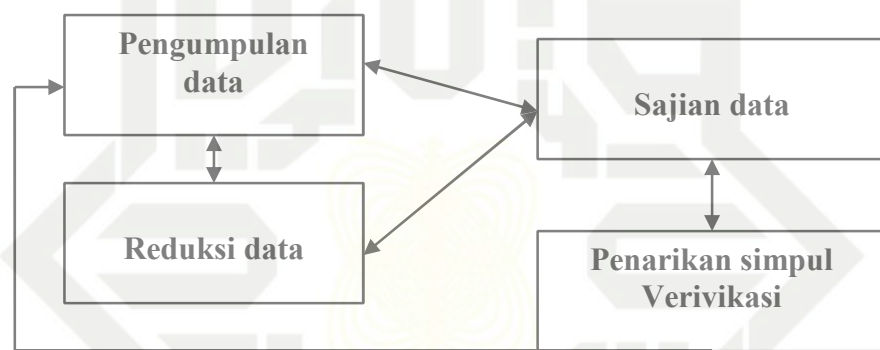 Pengumpulan
data
Sajian data
Reduksi data
Penarikan simpul
Verivikasi